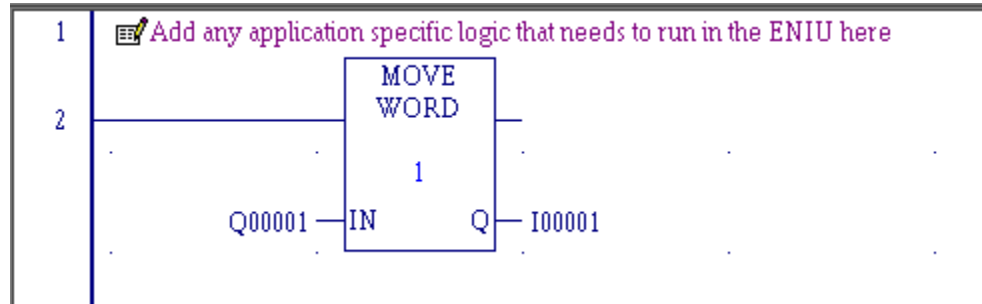 1 Add any application specific logic that needs to run in the ENIU here
MOVE
WORD
2
1
Q00001 IN Q I00001